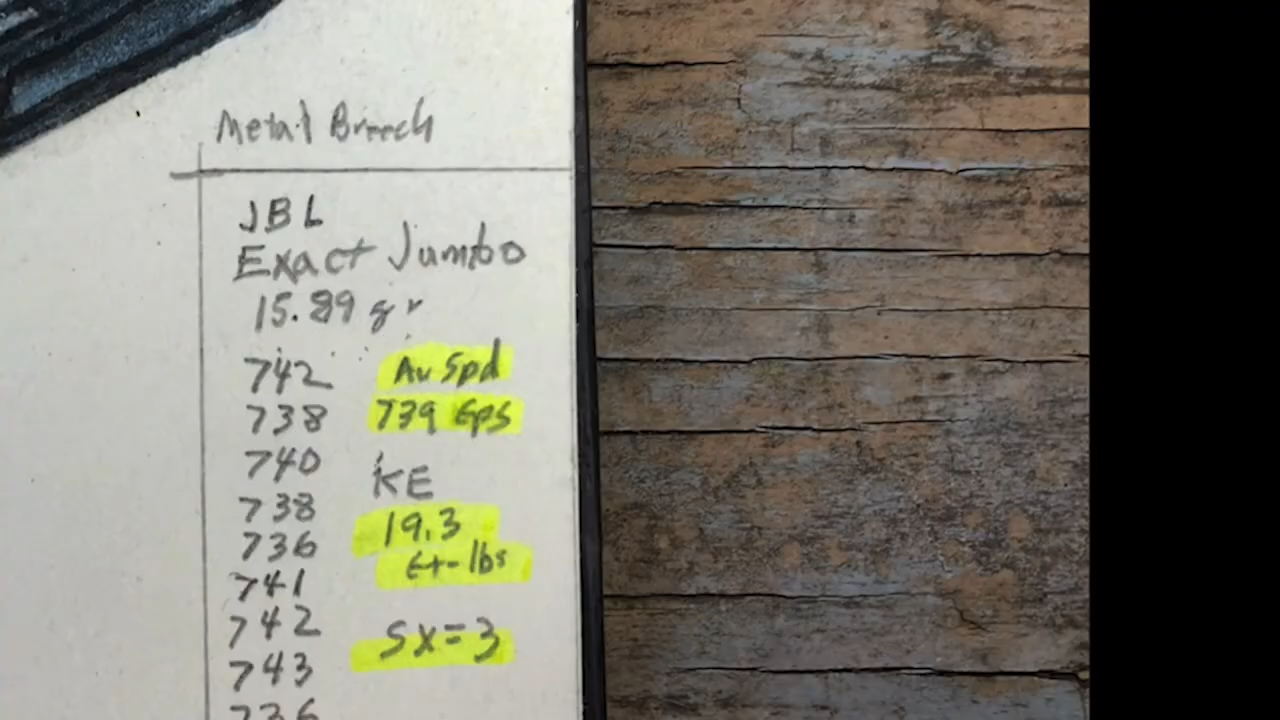 Metal Breech
JBL
Exact Jumbo
15.89 gr
742
738
740
738
736
741
742
743
736
Av Spd
739 fps
KE
19.3
ft-lbs
Sx=3